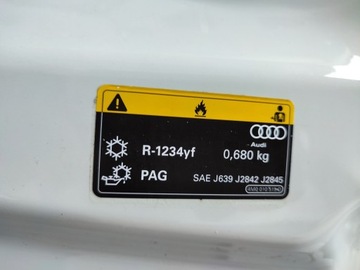 Audi
R-1234yf 0,680 kg
PAG SAE J639 J2842 J2845